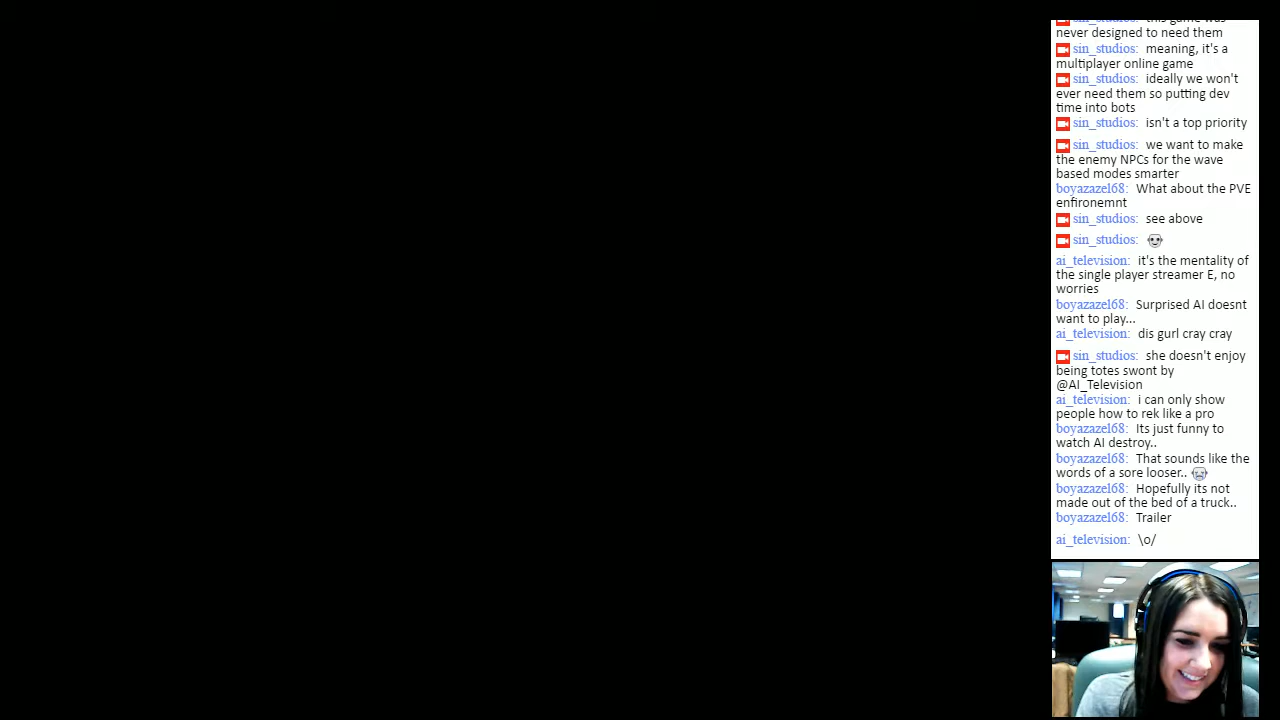 sin_studios: this game was
never designed to need them
sin_studios: meaning, it's a
multiplayer online game
sin_studios: ideally we won't
ever need them so putting dev
time into bots
sin_studios: isn't a top priority
sin_studios: we want to make
the enemy NPCs for the wave
based modes smarter
boyazazel68: What about the PVE
enfironemnt
sin_studios: see above
sin_studios:
ai_television: it's the mentality of
the single player streamer E, no
worries
boyazazel68: Surprised AI doesnt
want to play...
ai_television: dis gurl cray cray
sin_studios: she doesn't enjoy
being totes swont by
@AI_Television
ai_television: i can only show
people how to rek like a pro
boyazazel68: Its just funny to
watch AI destroy..
boyazazel68: That sounds like the
words of a sore looser..
boyazazel68: Hopefully its not
made out of the bed of a truck..
boyazazel68: Trailer
ai_television: \o/